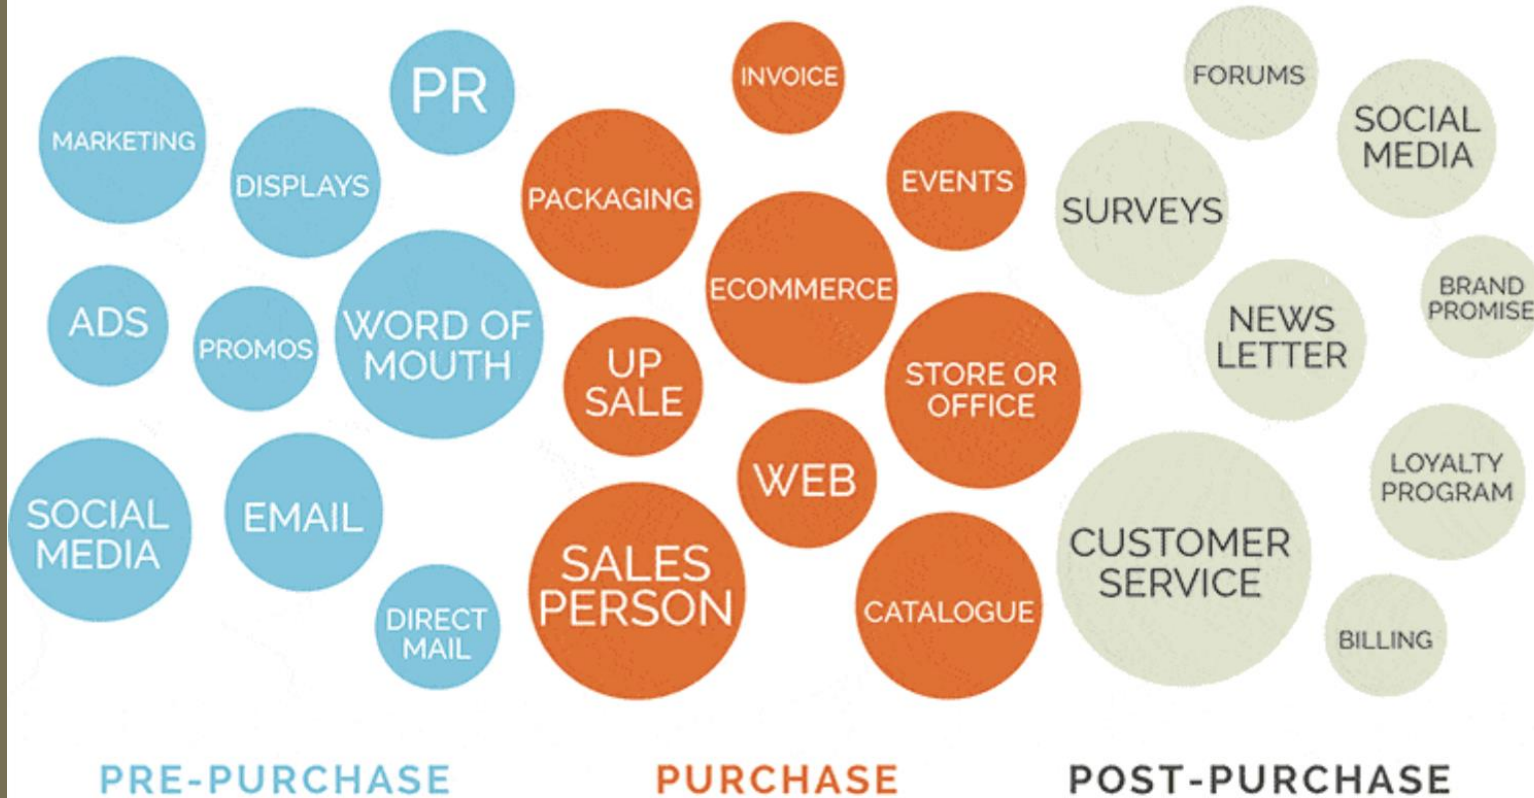 MARKETING
DISPLAYS
PR
ADS
PROMOS
WORD OF
MOUTH
SOCIAL
MEDIA
EMAIL
DIRECT
MAIL
INVOICE
PACKAGING
EVENTS
ECOMMERCE
UP
SALE
STORE OR
OFFICE
WEB
SALES
PERSON
CATALOGUE
FORUMS
SOCIAL
MEDIA
SURVEYS
BRAND
PROMISE
NEWS
LETTER
LOYALTY
PROGRAM
CUSTOMER
SERVICE
BILLING
PRE-PURCHASE
PURCHASE
POST-PURCHASE